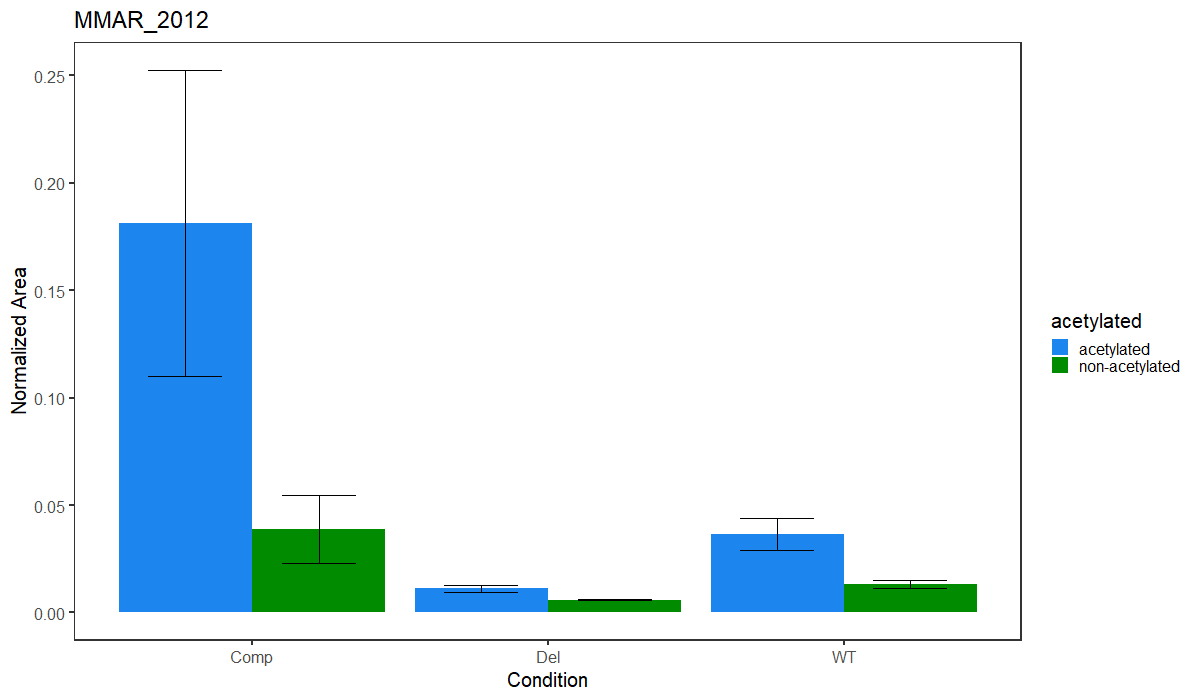 MMAR_2012
Normalized Area
0.25
0.20
0.15
0.10
0.05
0.00
Comp Del WT
Condition
acetylated
acetylated
non-acetylated